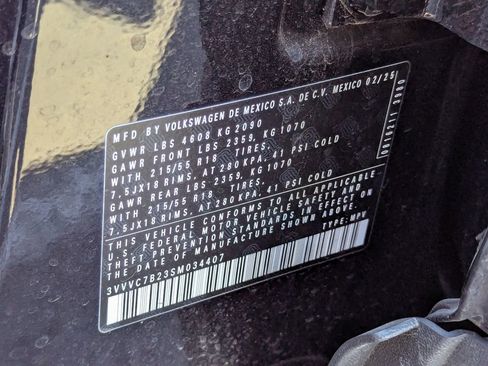 MFD. BY VOLKSWAGEN DE MEXICO S.A. DE C.V. MEXICO 02/25
GVWR LBS 4608 KG 2090
GAWR FRONT LBS 2359, KG 1070
WITH 215/55 R18 TIRES,
7.5JX18 RIMS, AT 280 KPA, 41 PSI COLD
GAWR REAR LBS 2359, KG 1070
WITH 215/55 R18 TIRES,
7.5JX18 RIMS, AT 280 KPA, 41 PSI COLD
THIS VEHICLE CONFORMS TO ALL APPLICABLE
U.S. FEDERAL MOTOR VEHICLE SAFETY AND
THEFT PREVENTION STANDARDS IN EFFECT ON
THE DATE OF MANUFACTURE SHOWN ABOVE.
TYPE: MPV
3VVVC7B23SM034407